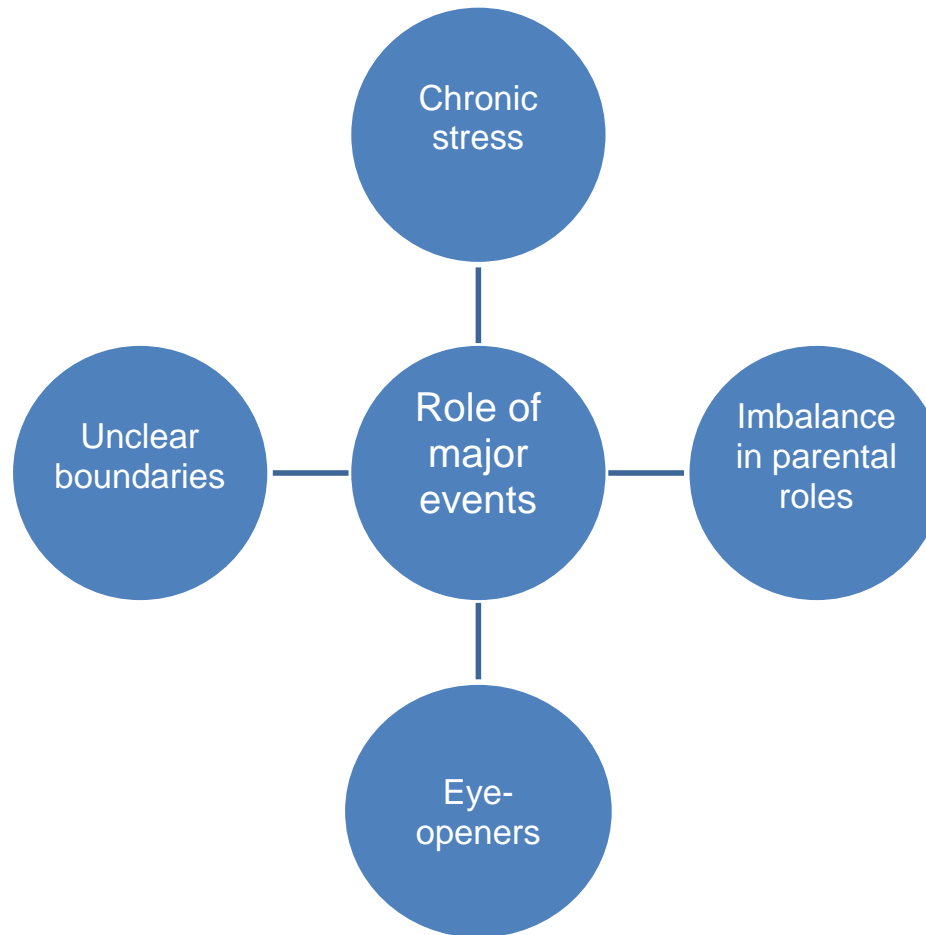 Chronic
stress
Unclear
boundaries
Role of
major
events
Imbalance
in parental
roles
Eye-
openers